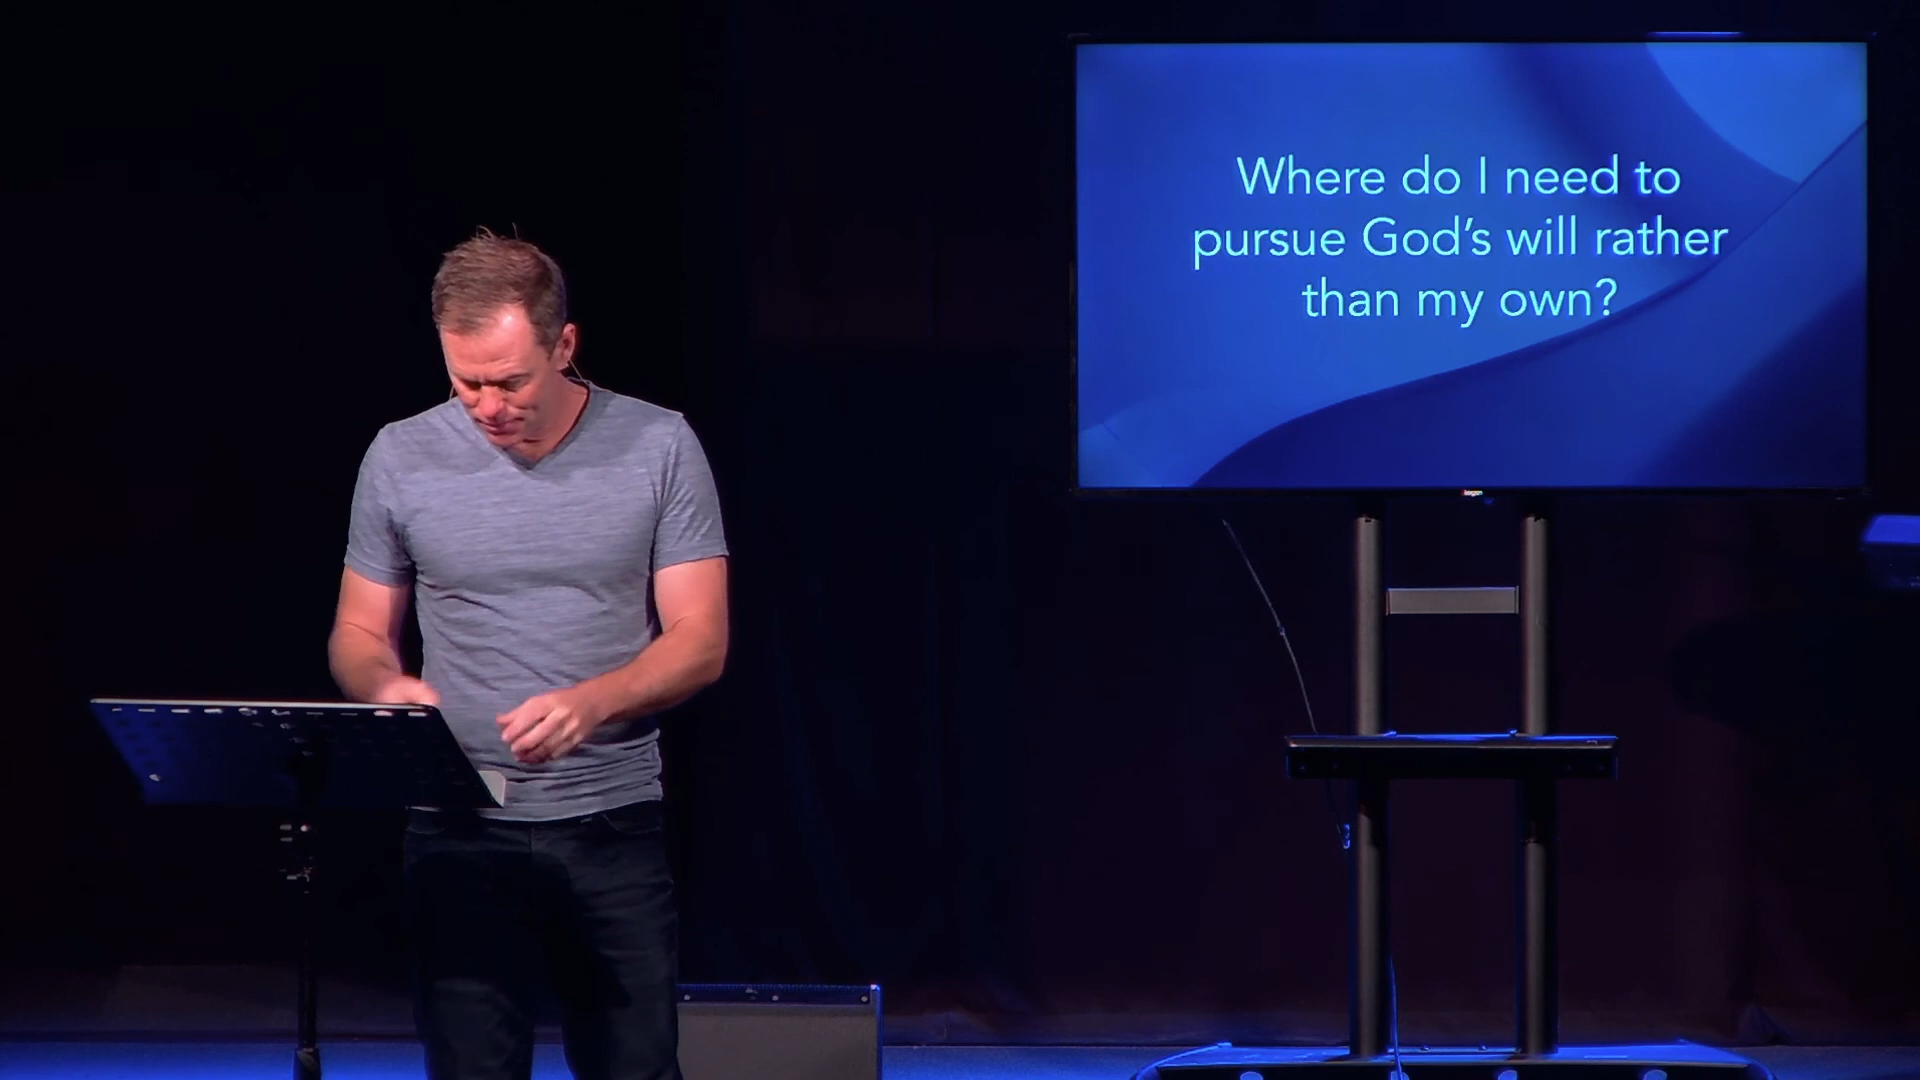 Where do I need to
pursue God's will rather
than my own?